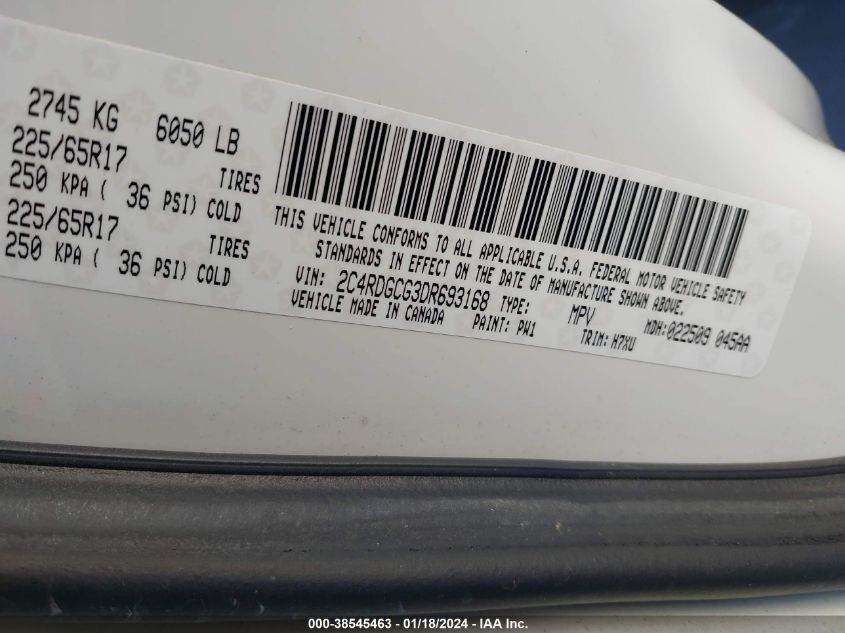 2745 KG 6050 LB
225/65R17 TIRES
250 KPA ( 36 PSI) COLD
225/65R17 TIRES
250 KPA ( 36 PSI) COLD
THIS VEHICLE CONFORMS TO ALL APPLICABLE U.S.A. FEDERAL MOTOR VEHICLE SAFETY
STANDARDS IN EFFECT ON THE DATE OF MANUFACTURE SHOWN ABOVE.
VIN: 2C4RDGCG3DR693168 TYPE: MPV MDH:022509 045AA
VEHICLE MADE IN CANADA PAINT: PW1 TRIM: H7XU
000-38545463 - 01/18/2024 - IAA Inc.